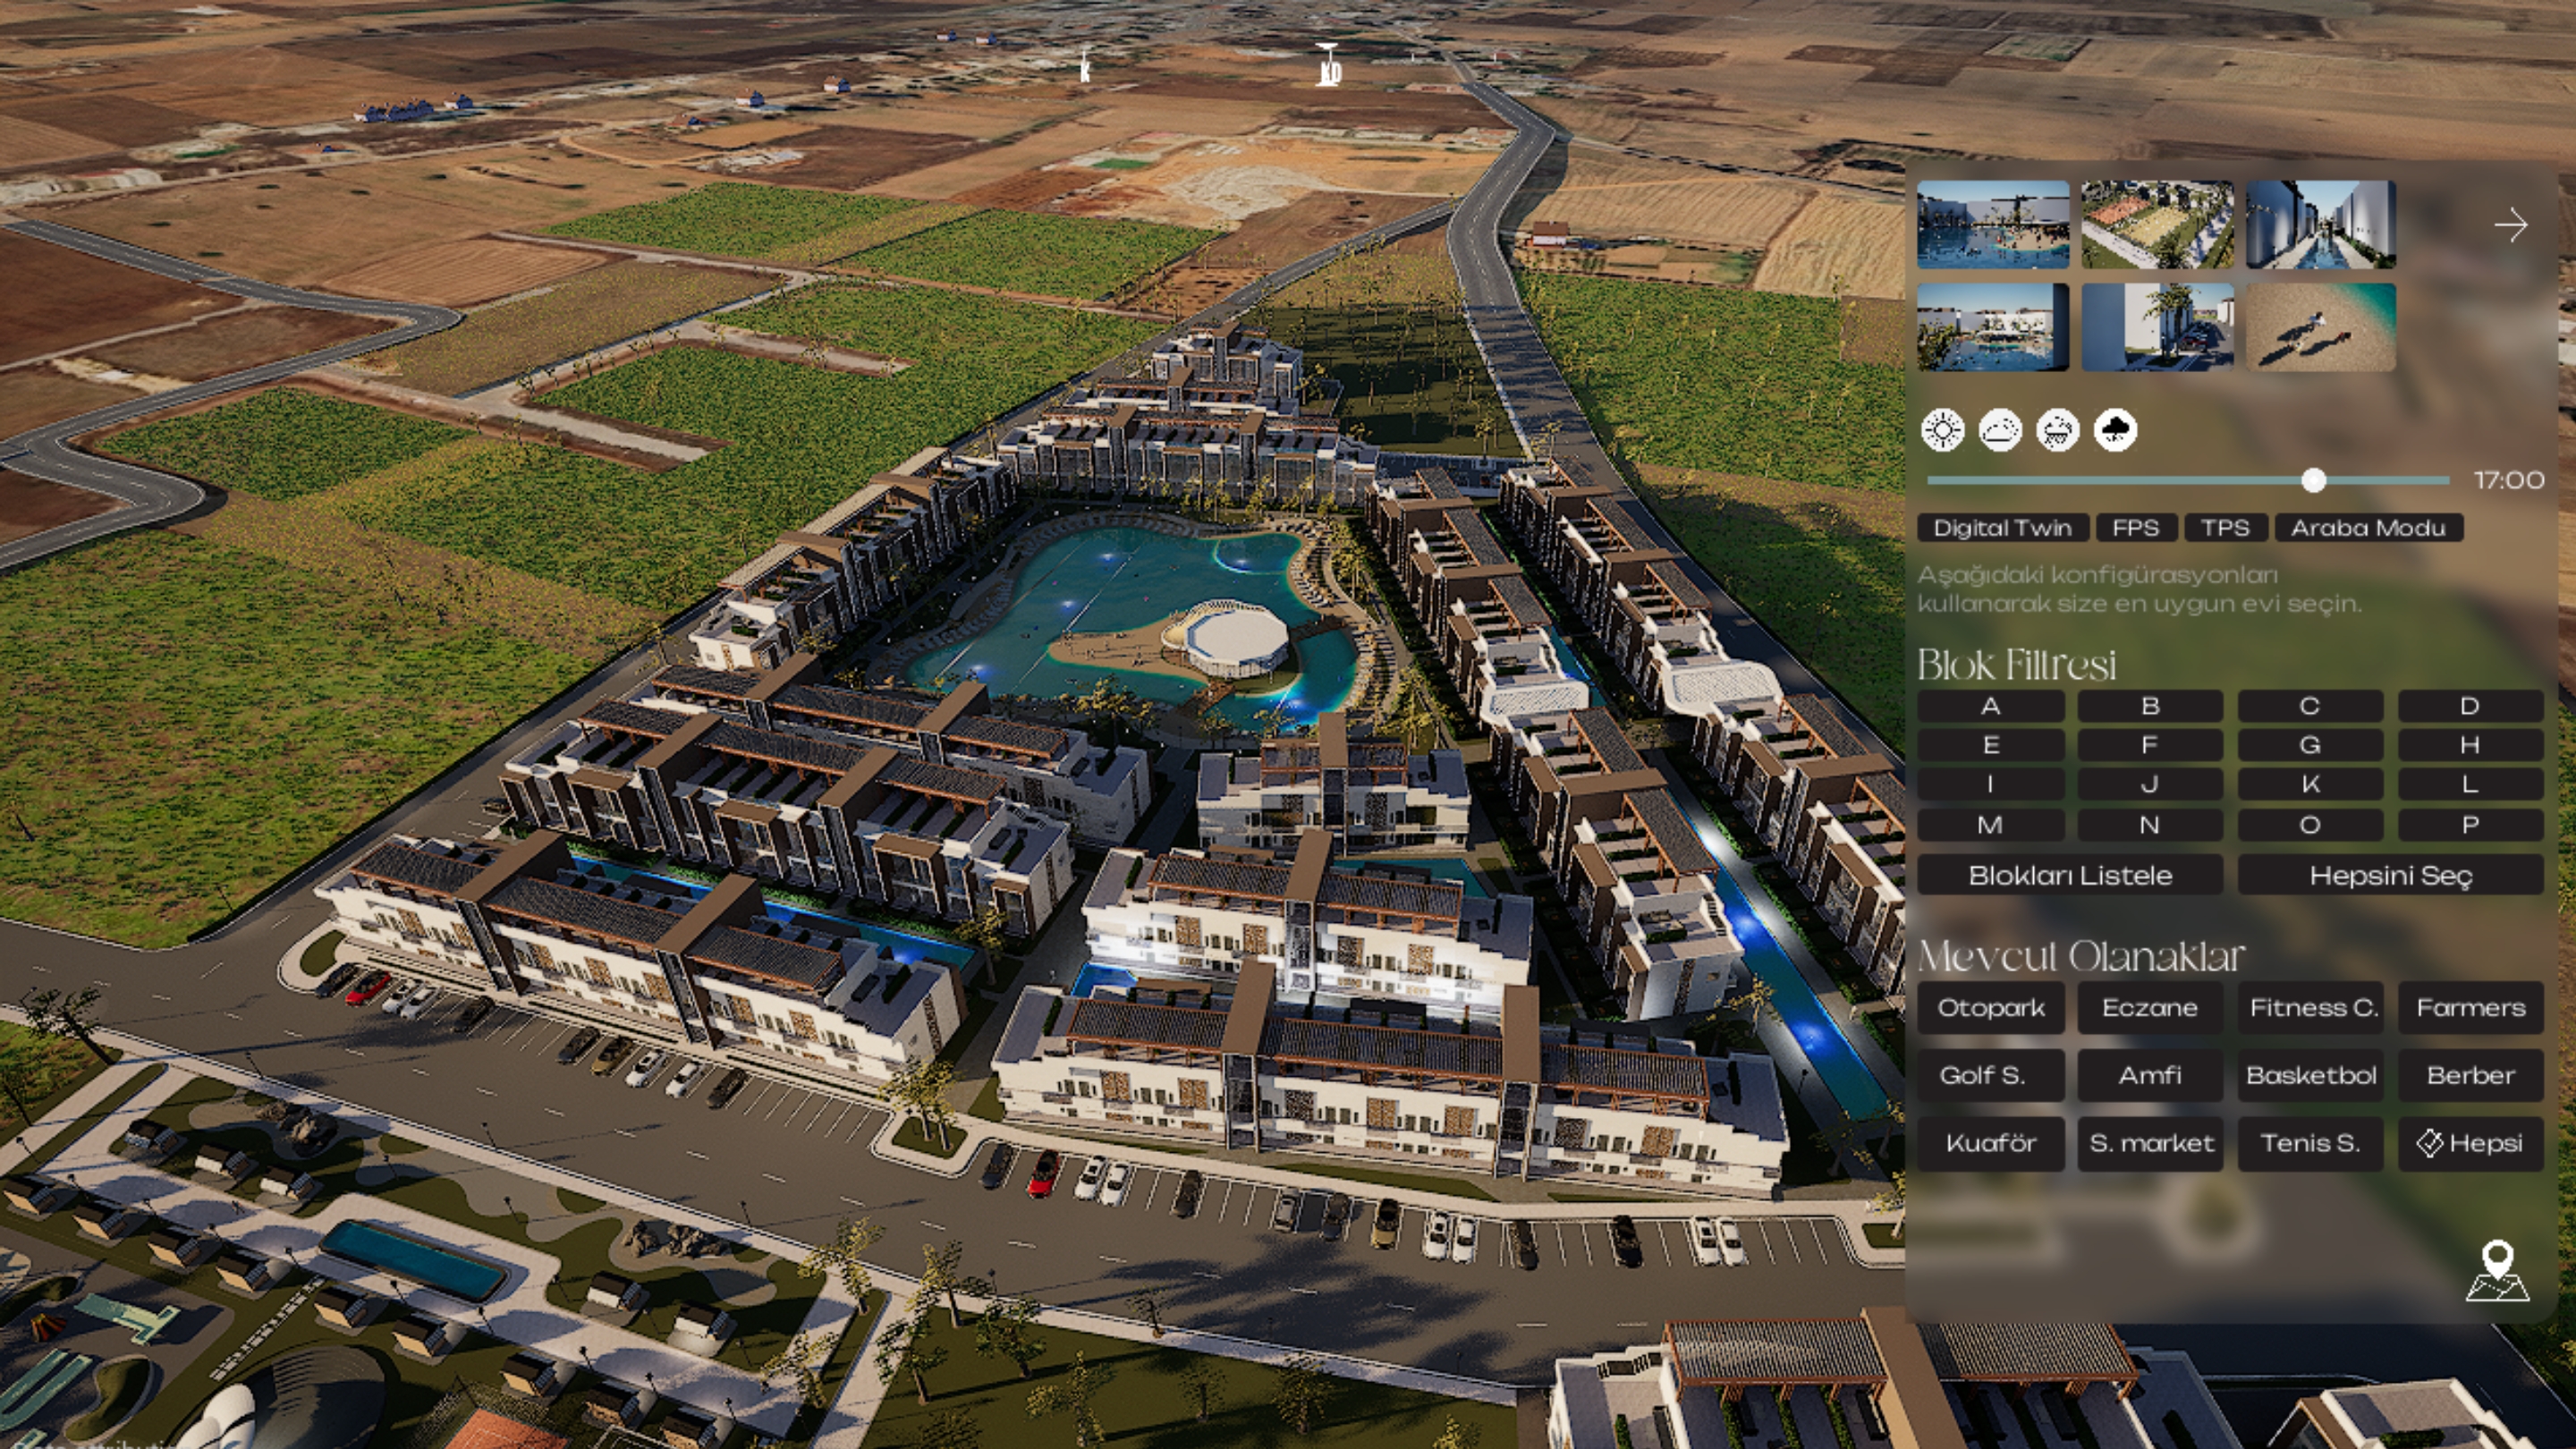 K
KD
17:00
Digital Twin FPS TPS Araba Modu
Aşağıdaki konfigürasyonları
kullanarak size en uygun evi seçin.
Blok Filtresi
A B C D
E F G H
I J K L
M N O P
Blokları Listele Hepsini Seç
Mevcut Olanaklar
Otopark Eczane Fitness C. Farmers
Golf S. Amfi Basketbol Berber
Kuaför S. market Tenis S. Hepsi